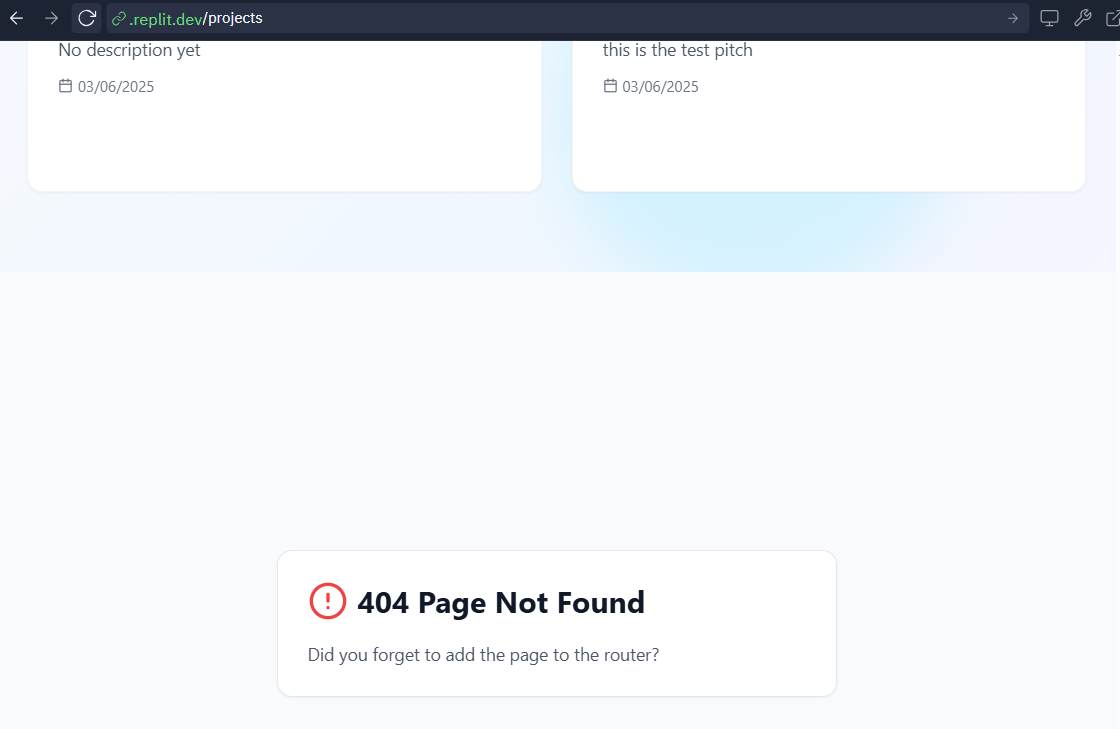 .replit.dev/projects
No description yet
this is the test pitch
03/06/2025
03/06/2025
404 Page Not Found
Did you forget to add the page to the router?